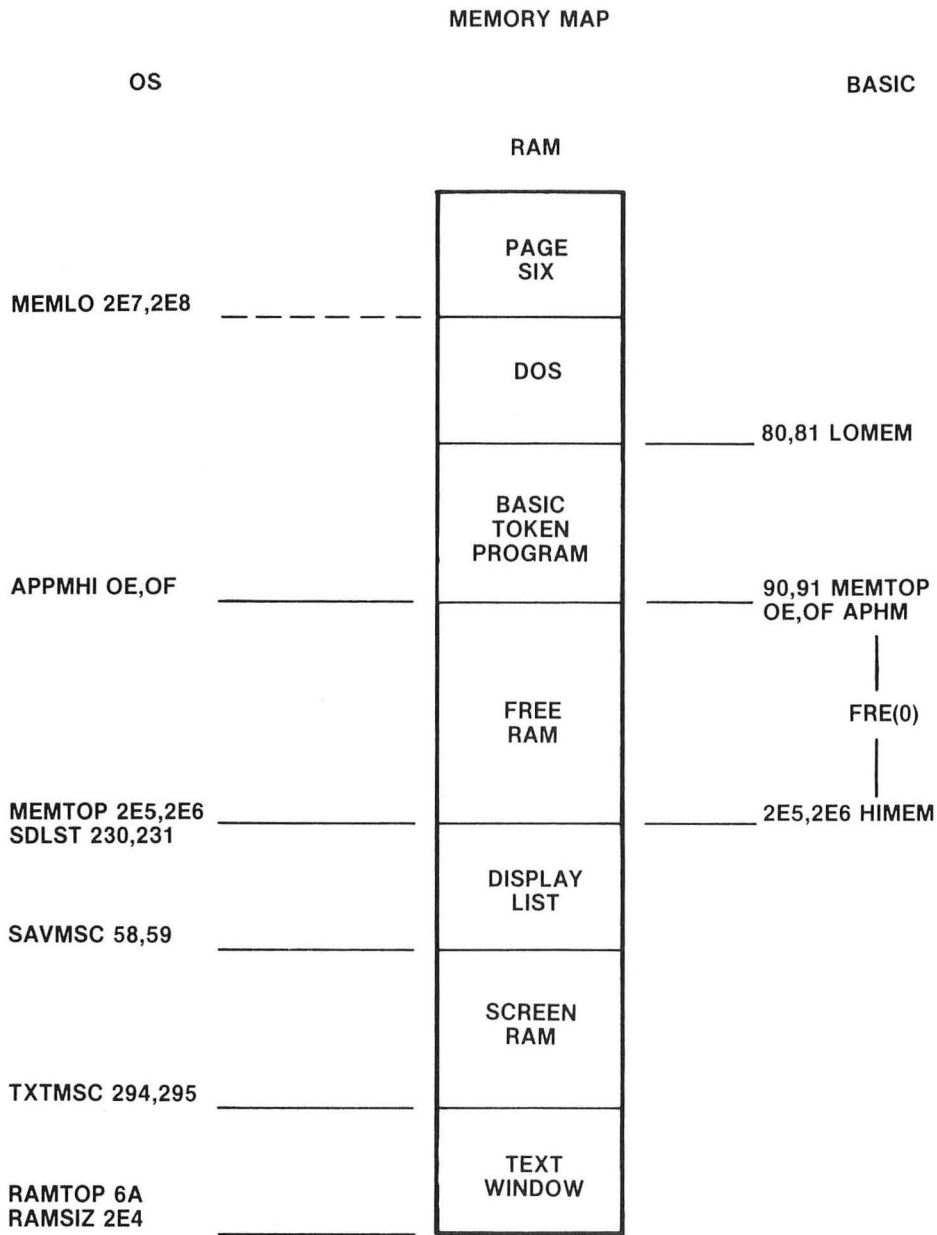 MEMORY MAP
OS
BASIC
RAM
PAGE
SIX
MEMLO 2E7,2E8
DOS
80,81 LOMEM
BASIC
TOKEN
PROGRAM
APPMHI OE,OF
90,91 MEMTOP
OE,OF APHM
FREE
RAM
FRE(0)
MEMTOP 2E5,2E6
SDLST 230,231
2E5,2E6 HIMEM
DISPLAY
LIST
SAVMSC 58,59
SCREEN
RAM
TXTMSC 294,295
TEXT
WINDOW
RAMTOP 6A
RAMSIZ 2E4